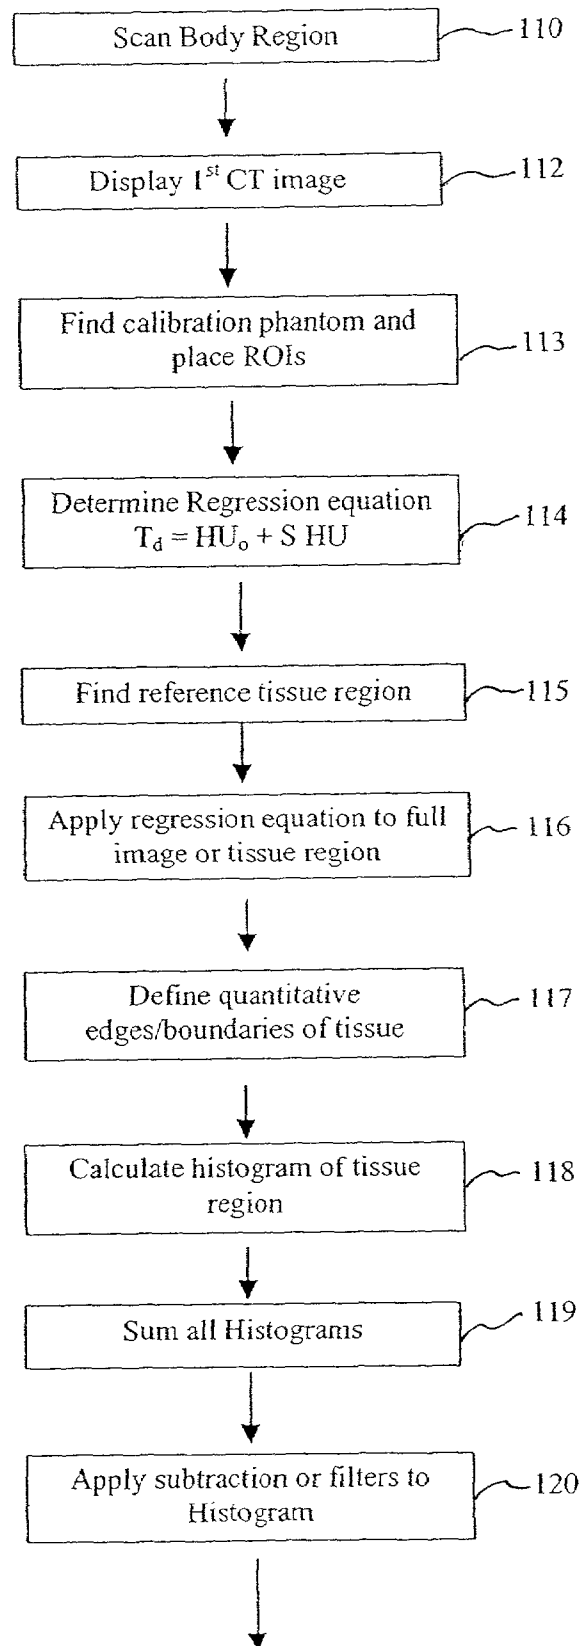 Scan Body Region
110
Display 1st CT image
112
Find calibration phantom and
place ROIs
113
Determine Regression equation
Td = HUo + S HU
114
Find reference tissue region
115
Apply regression equation to full
image or tissue region
116
Define quantitative
edges/boundaries of tissue
117
Calculate histogram of tissue
region
118
Sum all Histograms
119
Apply subtraction or filters to
Histogram
120